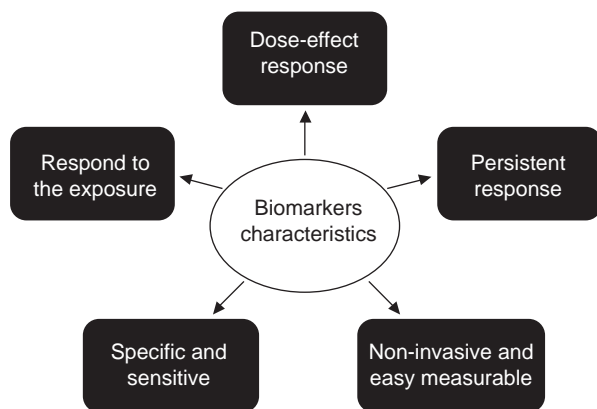 Dose-effect
response
Respond to
the exposure
Persistent
response
Biomarkers
characteristics
Specific and
sensitive
Non-invasive and
easy measurable